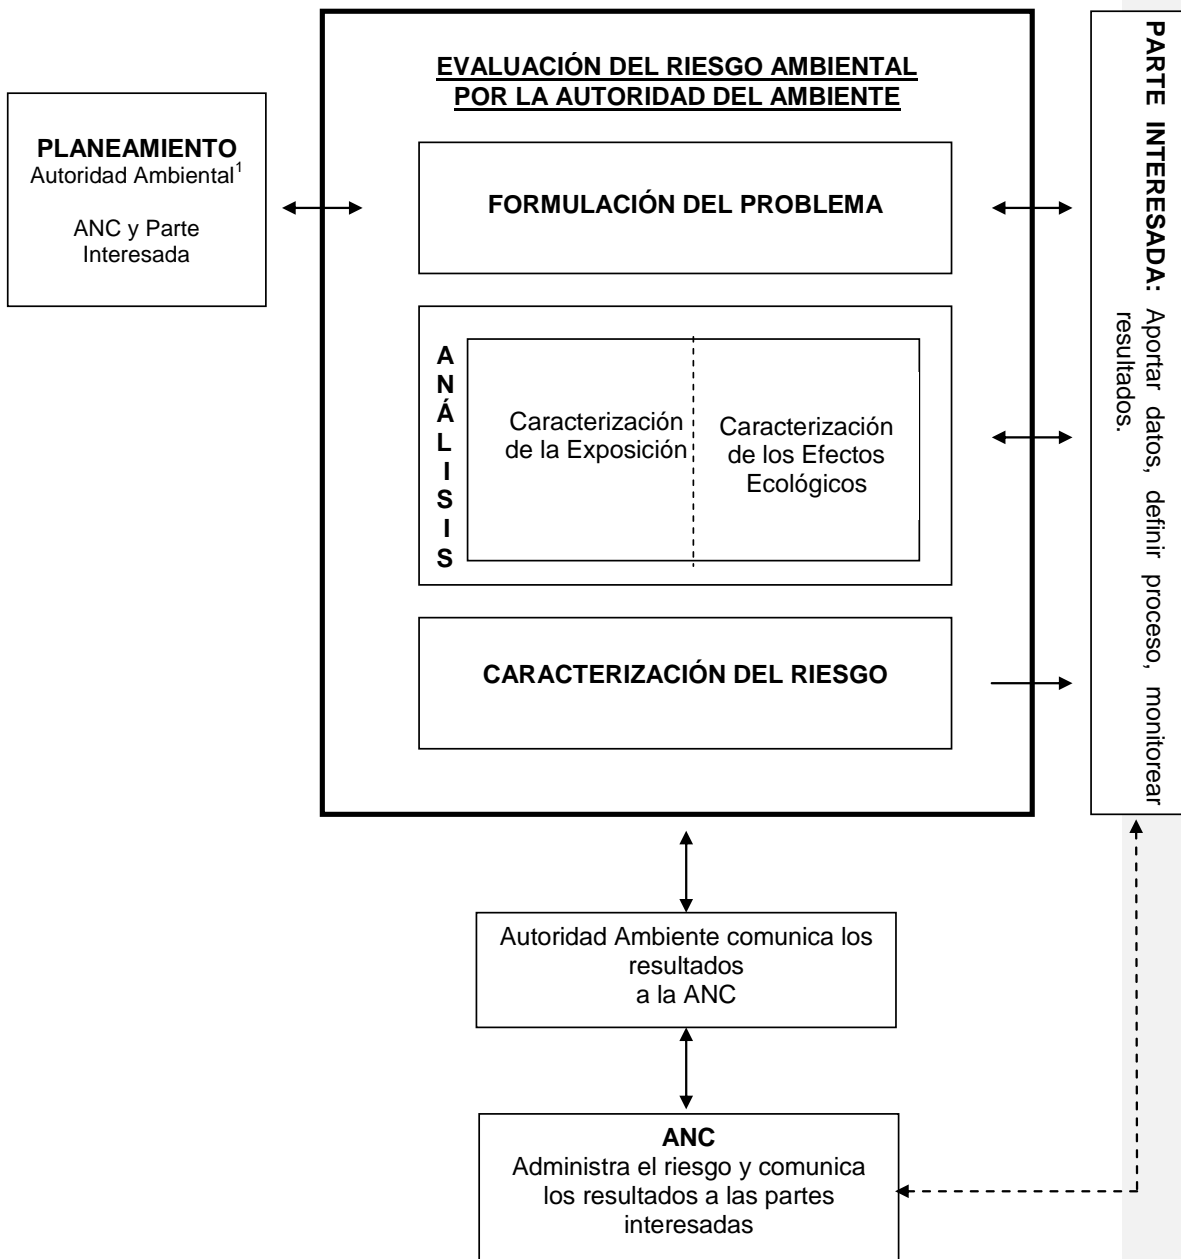 EVALUACIÓN DEL RIESGO AMBIENTAL
POR LA AUTORIDAD DEL AMBIENTE
PLANEAMIENTO
Autoridad Ambiental¹
ANC y Parte
Interesada
FORMULACIÓN DEL PROBLEMA
ANÁLISIS
Caracterización
de la Exposición
Caracterización
de los Efectos
Ecológicos
CARACTERIZACIÓN DEL RIESGO
PARTE INTERESADA: Aportar datos, definir proceso, monitorear
resultados.
Autoridad Ambiente comunica los
resultados
a la ANC
ANC
Administra el riesgo y comunica
los resultados a las partes
interesadas